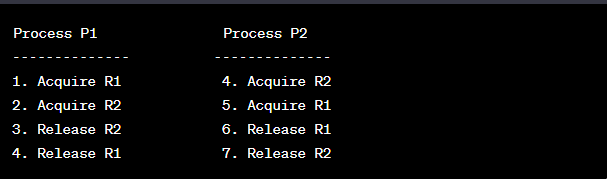 Process P1 Process P2
-------------- --------------
1. Acquire R1 4. Acquire R2
2. Acquire R2 5. Acquire R1
3. Release R2 6. Release R1
4. Release R1 7. Release R2